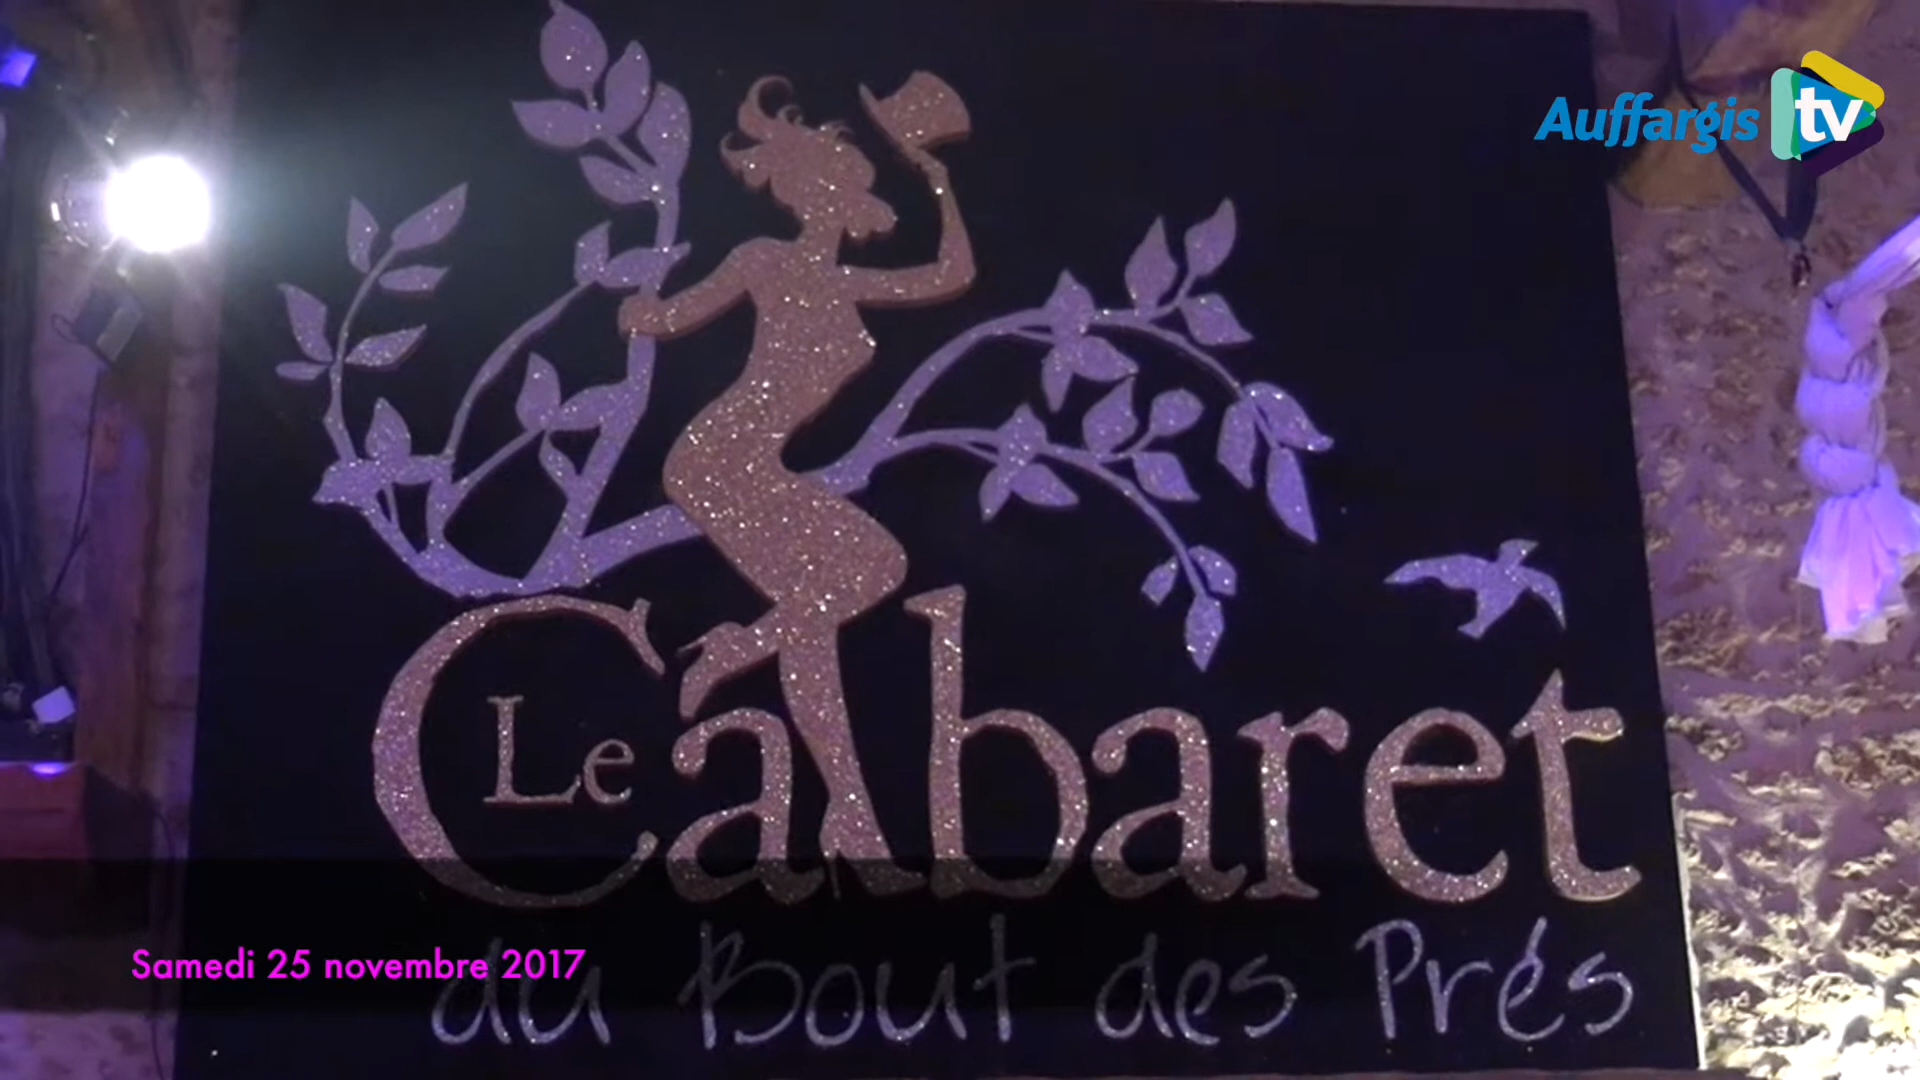 Auffargis tv
Le
Cabaret
du Bout des Prés
Samedi 25 novembre 2017